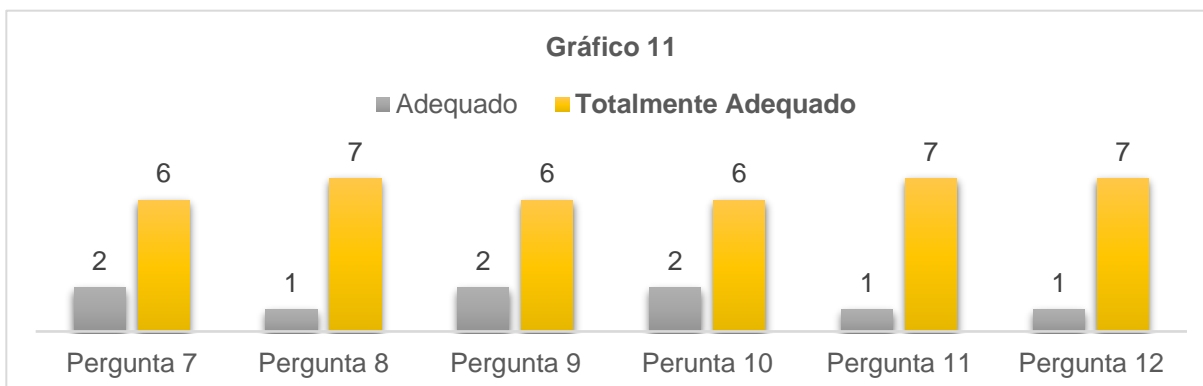 Gráfico 11
Adequado Totalmente Adequado
2 6 1 7 2 6 2 6 1 7 1 7
Pergunta 7 Pergunta 8 Pergunta 9 Perunta 10 Pergunta 11 Pergunta 12